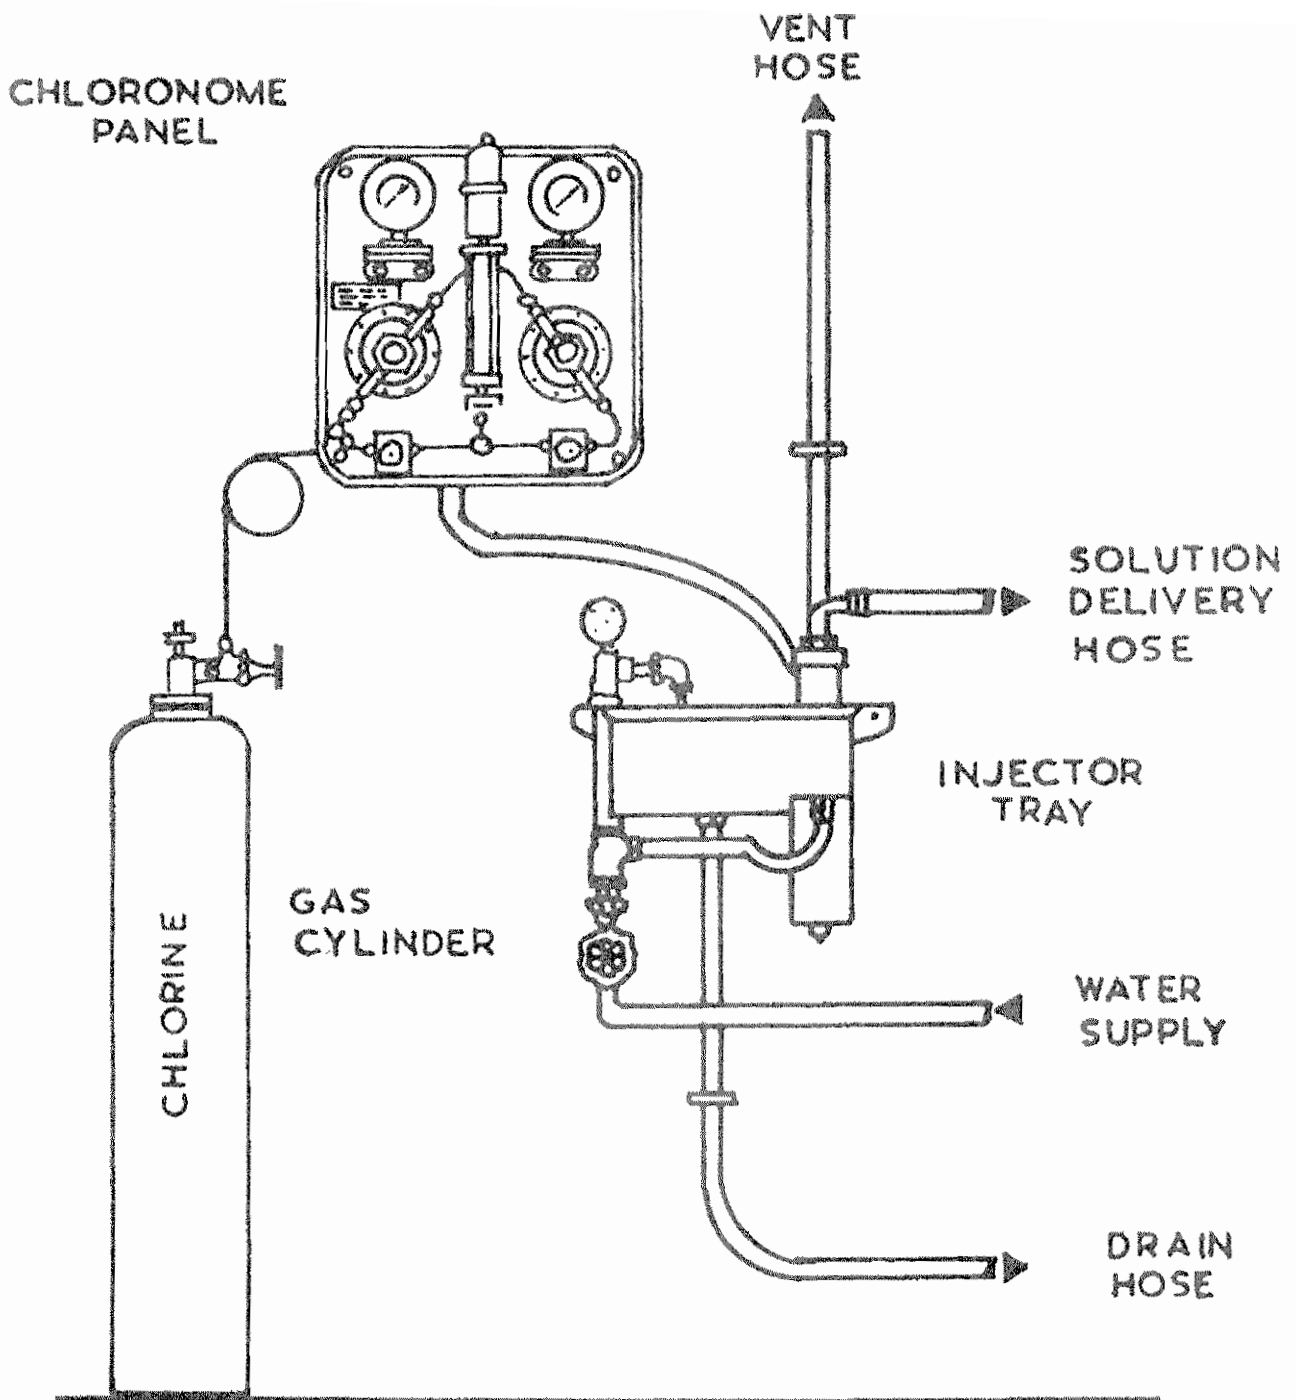 VENT
HOSE
CHLORONOME
PANEL
SOLUTION
DELIVERY
HOSE
INJECTOR
TRAY
GAS
CYLINDER
CHLORINE
WATER
SUPPLY
DRAIN
HOSE